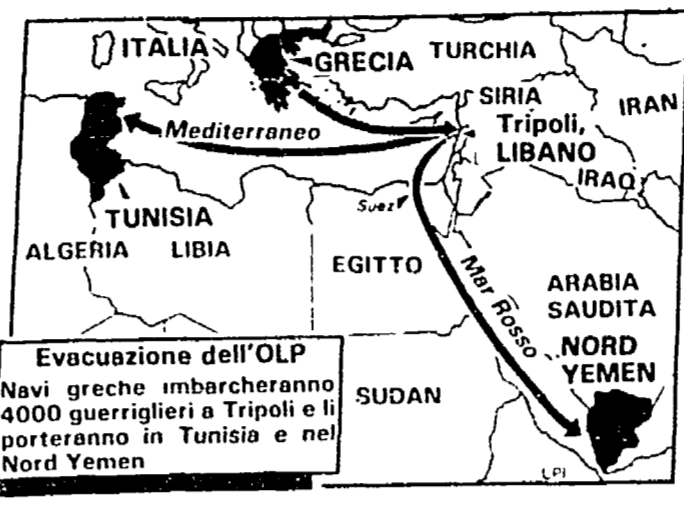 ITALIA
GRECIA
TURCHIA
SIRIA
IRAN
Mediterraneo
Tripoli,
LIBANO
IRAQ
Suez
TUNISIA
ALGERIA
LIBIA
EGITTO
Mar Rosso
ARABIA
SAUDITA
NORD
YEMEN
SUDAN
Evacuazione dell'OLP
Navi greche imbarcheranno
4000 guerriglieri a Tripoli e li
porteranno in Tunisia e nel
Nord Yemen
UPI